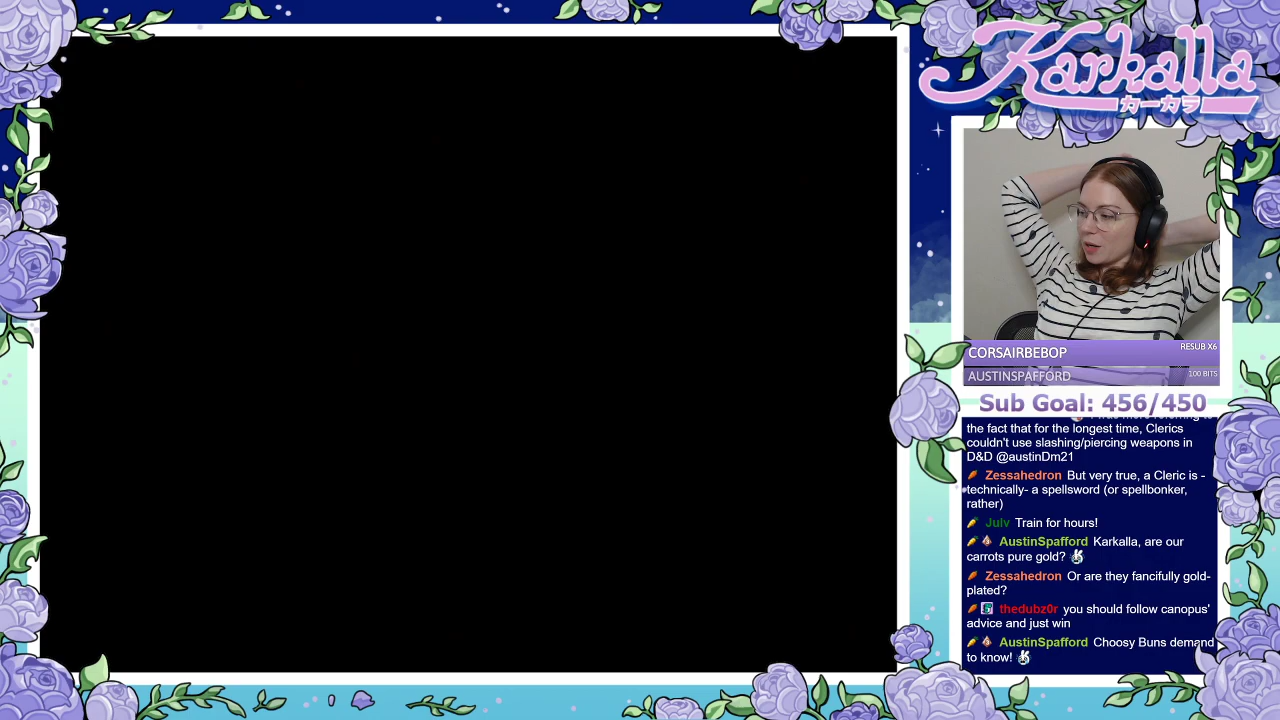 Karkalla
カーカラ
CORSAIRBEBOP
RESUB X6
AUSTINSPAFFORD
100 BITS
Sub Goal: 456/450
the fact that for the longest time, Clerics
couldn't use slashing/piercing weapons in
D&D @austinDm21
Zessahedron But very true, a Cleric is -
technically- a spellsword (or spellbonker,
rather)
Julv Train for hours!
AustinSpafford Karkalla, are our
carrots pure gold?
Zessahedron Or are they fancifully gold-
plated?
thedubz0r you should follow canopus'
advice and just win
AustinSpafford Choosy Buns demand
to know!